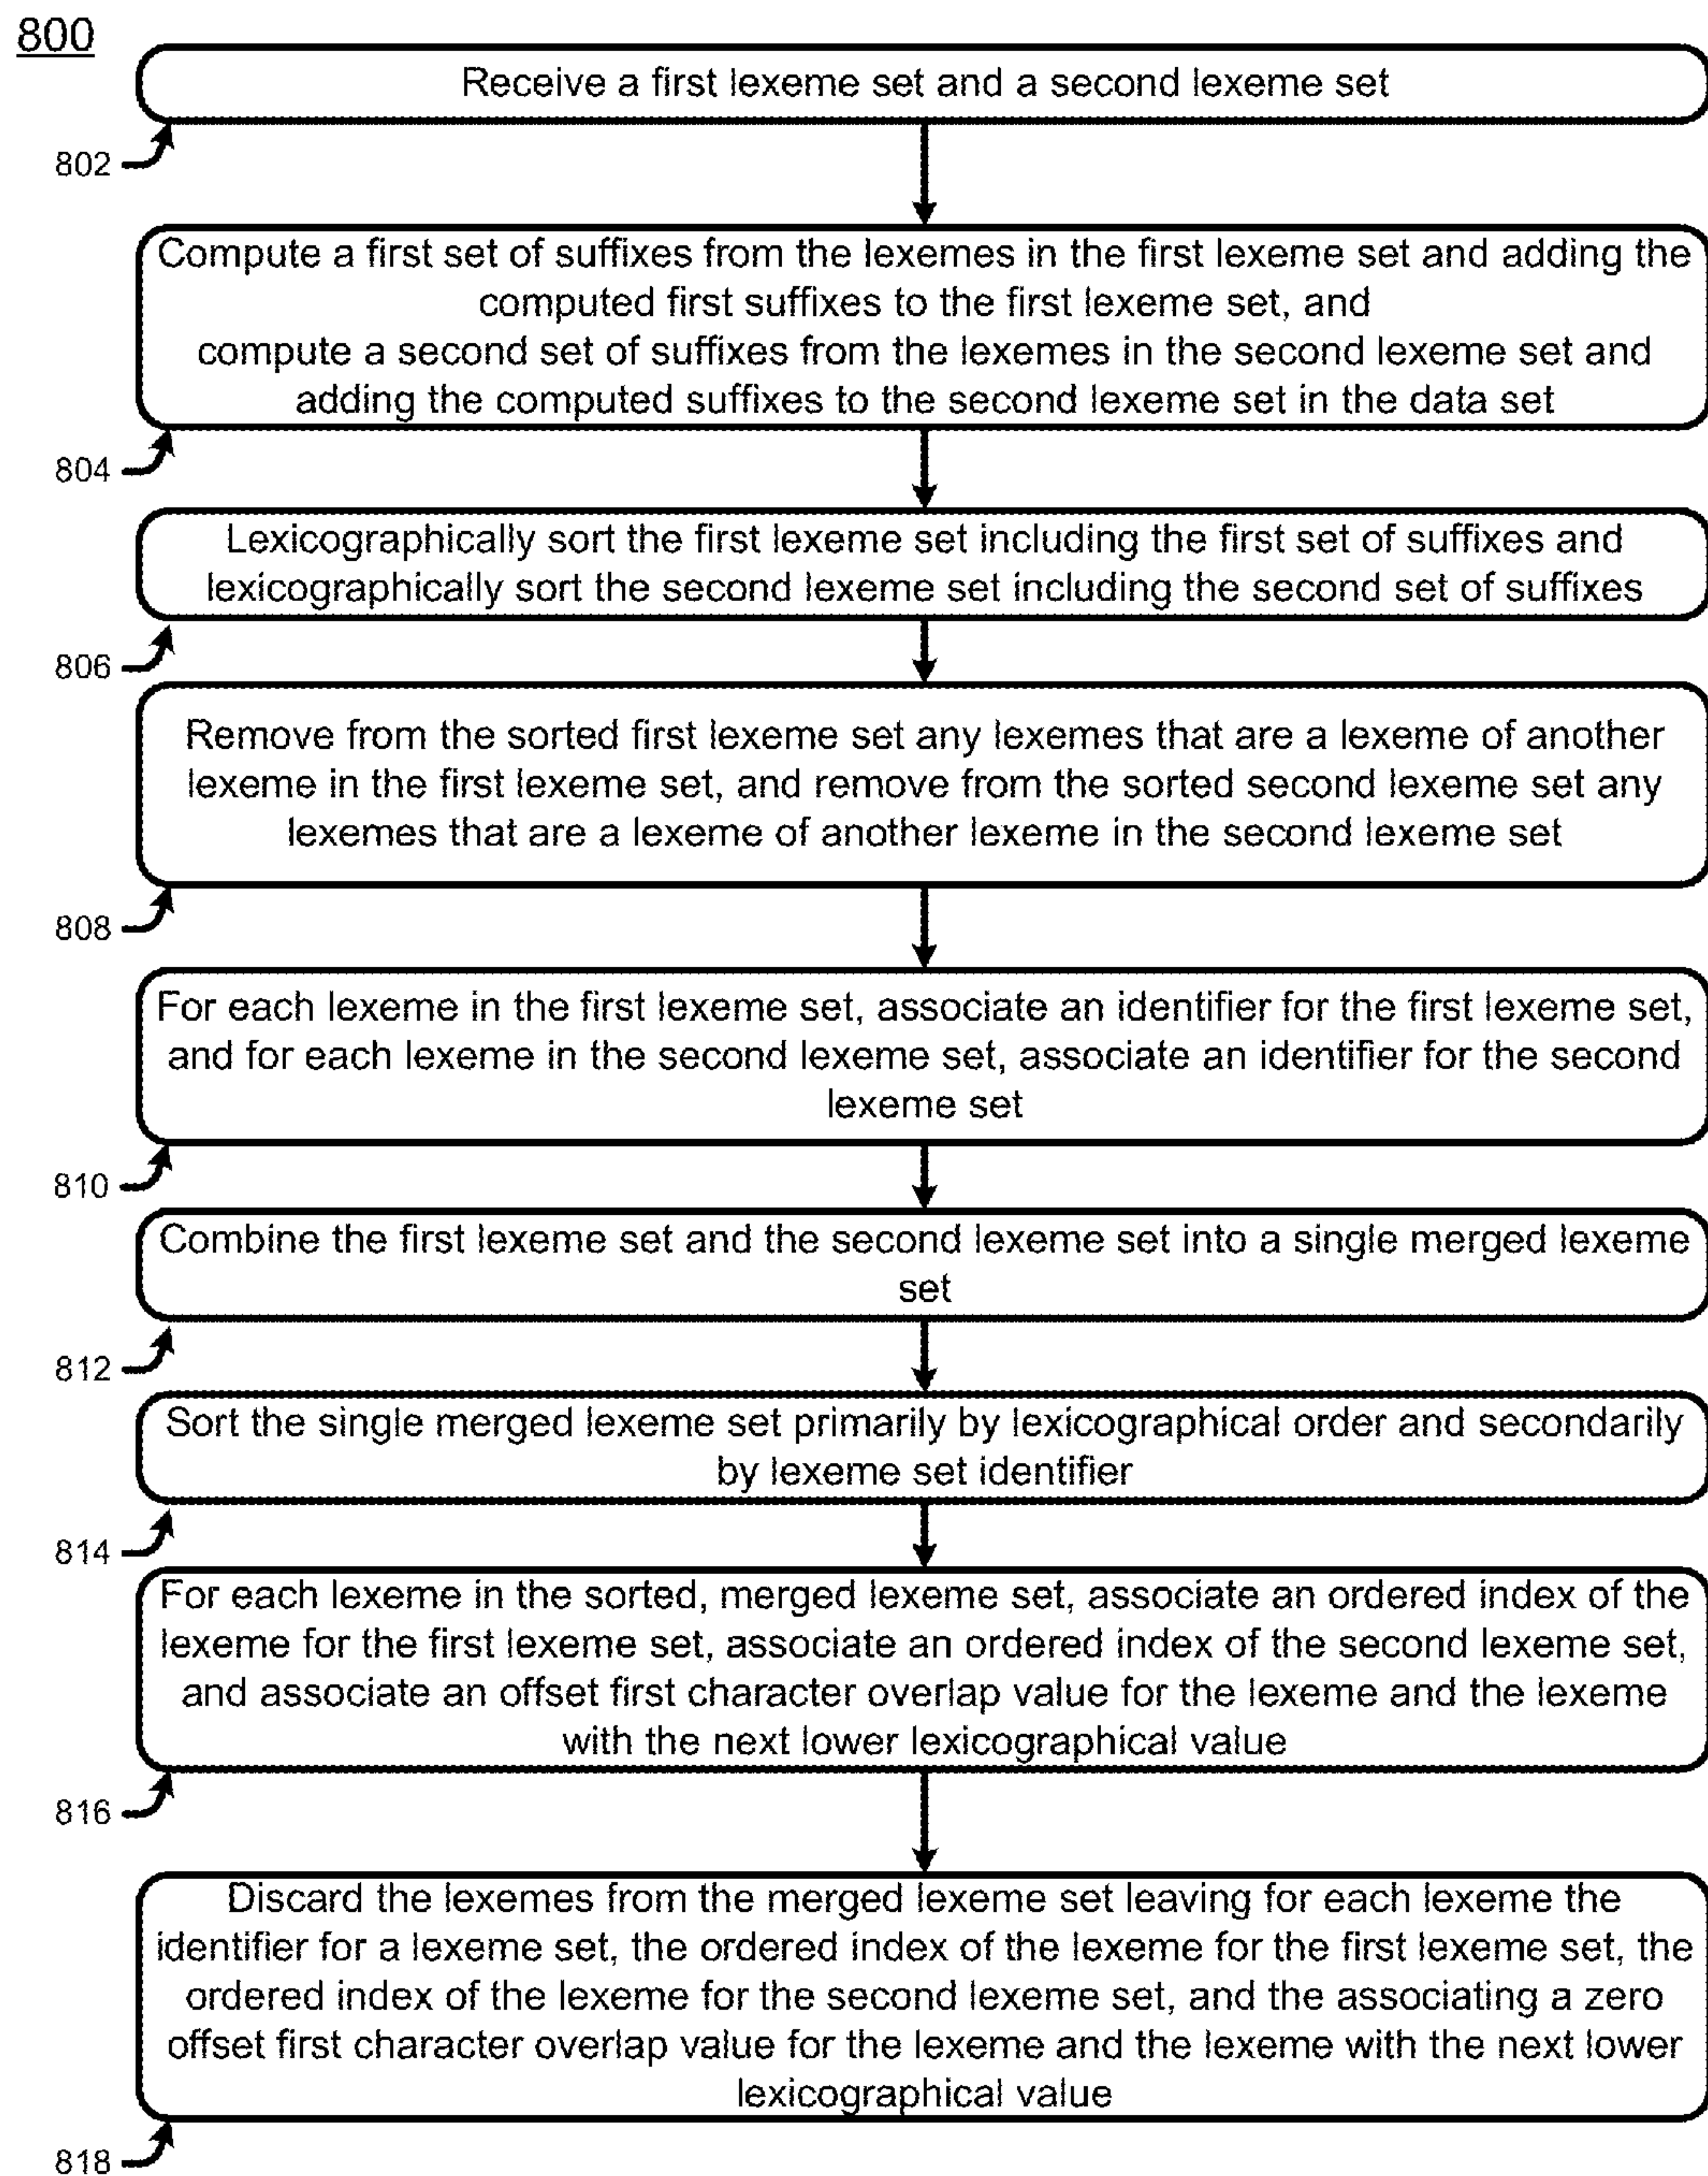 800
Receive a first lexeme set and a second lexeme set
802
Compute a first set of suffixes from the lexemes in the first lexeme set and adding the
computed first suffixes to the first lexeme set, and
compute a second set of suffixes from the lexemes in the second lexeme set and
adding the computed suffixes to the second lexeme set in the data set
804
Lexicographically sort the first lexeme set including the first set of suffixes and
lexicographically sort the second lexeme set including the second set of suffixes
806
Remove from the sorted first lexeme set any lexemes that are a lexeme of another
lexeme in the first lexeme set, and remove from the sorted second lexeme set any
lexemes that are a lexeme of another lexeme in the second lexeme set
808
For each lexeme in the first lexeme set, associate an identifier for the first lexeme set,
and for each lexeme in the second lexeme set, associate an identifier for the second
lexeme set
810
Combine the first lexeme set and the second lexeme set into a single merged lexeme
set
812
Sort the single merged lexeme set primarily by lexicographical order and secondarily
by lexeme set identifier
814
For each lexeme in the sorted, merged lexeme set, associate an ordered index of the
lexeme for the first lexeme set, associate an ordered index of the second lexeme set,
and associate an offset first character overlap value for the lexeme and the lexeme
with the next lower lexicographical value
816
Discard the lexemes from the merged lexeme set leaving for each lexeme the
identifier for a lexeme set, the ordered index of the lexeme for the first lexeme set, the
ordered index of the lexeme for the second lexeme set, and the associating a zero
offset first character overlap value for the lexeme and the lexeme with the next lower
lexicographical value
818